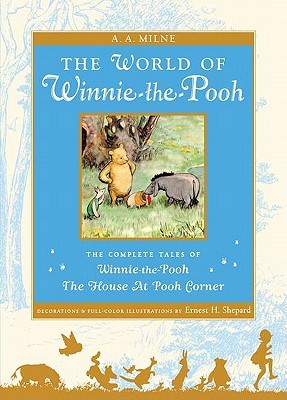 A. A. MILNE
THE WORLD OF
Winnie-the-Pooh
THE COMPLETE TALES OF
Winnie-the-Pooh
The House At Pooh Corner
DECORATIONS & FULL-COLOR ILLUSTRATIONS BY Ernest H. Shepard